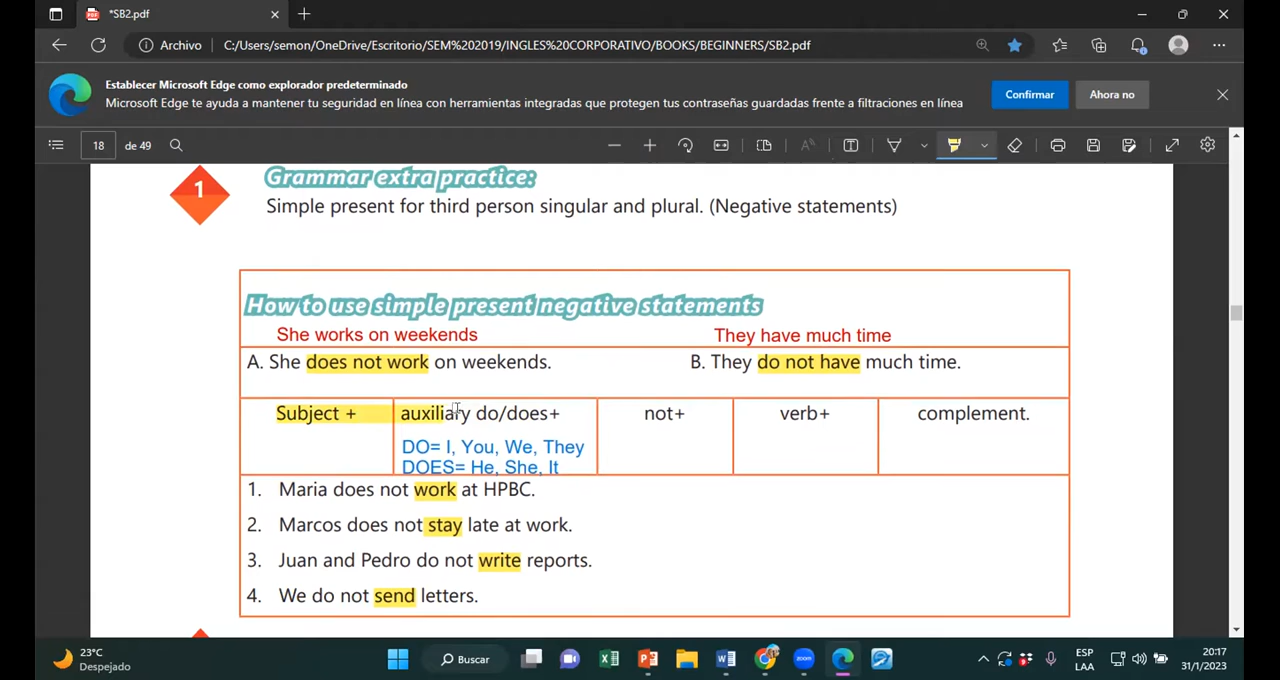 *SB2.pdf
Archivo
C:/Users/semon/OneDrive/Escritorio/SEM%202019/INGLES%20CORPORATIVO/BOOKS/BEGINNERS/SB2.pdf
Establecer Microsoft Edge como explorador predeterminado
Microsoft Edge te ayuda a mantener tu seguridad en línea con herramientas integradas que protegen tus contraseñas guardadas frente a filtraciones en línea
Confirmar
Ahora no
18 de 49
1
Grammar extra practice:
Simple present for third person singular and plural. (Negative statements)
How to use simple present negative statements
She works on weekends They have much time
A. She does not work on weekends. B. They do not have much time.
Subject + auxiliary do/does+ not+ verb+ complement.
DO= I, You, We, They
DOES= He, She, It
1. Maria does not work at HPBC.
2. Marcos does not stay late at work.
3. Juan and Pedro do not write reports.
4. We do not send letters.
23°C
Despejado
Buscar
ESP
LAA
20:17
31/1/2023